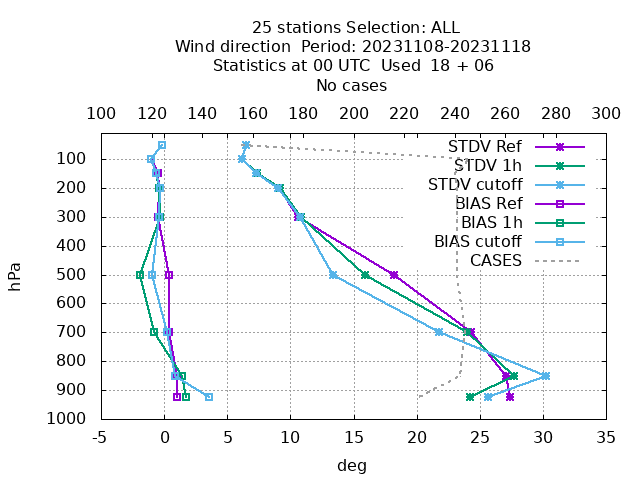 25 stations Selection: ALL
Wind direction  Period: 20231108-20231118
Statistics at 00 UTC  Used  18 + 06
No cases
100 120 140 160 180 200 220 240 260 280 300
STDV Ref
STDV 1h
STDV cutoff
BIAS Ref
BIAS 1h
BIAS cutoff
CASES
100
200
300
400
500
600
700
800
900
1000
hPa
-5 0 5 10 15 20 25 30 35
deg